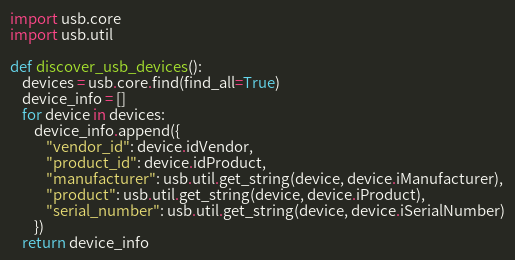 import usb.core
import usb.util

def discover_usb_devices():
    devices = usb.core.find(find_all=True)
    device_info = []
    for device in devices:
        device_info.append({
            "vendor_id": device.idVendor,
            "product_id": device.idProduct,
            "manufacturer": usb.util.get_string(device, device.iManufacturer),
            "product": usb.util.get_string(device, device.iProduct),
            "serial_number": usb.util.get_string(device, device.iSerialNumber)
        })
    return device_info